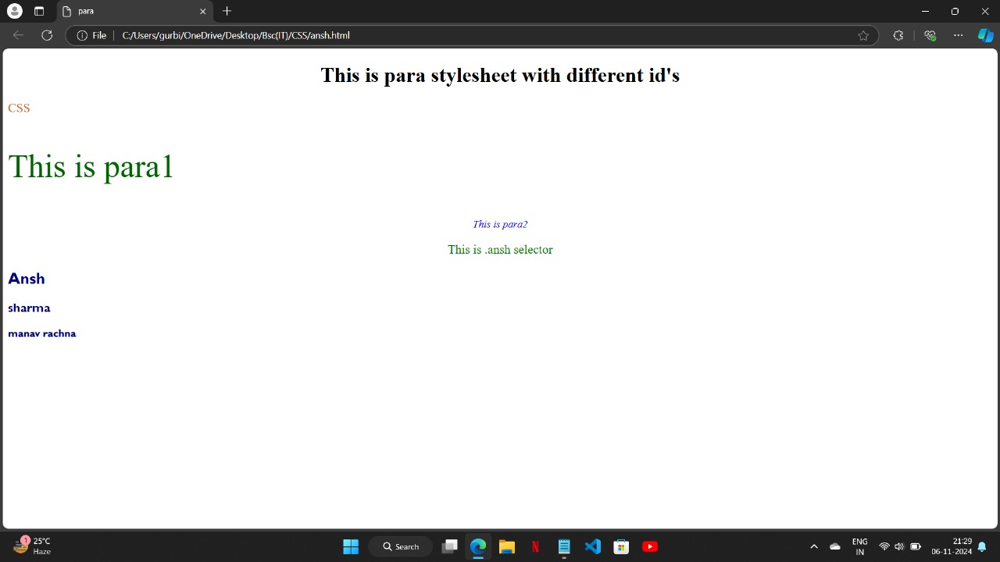 para
File
C:/Users/gurbi/OneDrive/Desktop/Bsc(IT)/CSS/ansh.html
This is para stylesheet with different id's
CSS
This is para1
This is para2
This is .ansh selector
Ansh
sharma
manav rachna
1
25°C
Haze
Search
N
ENG
IN
21:29
06-11-2024